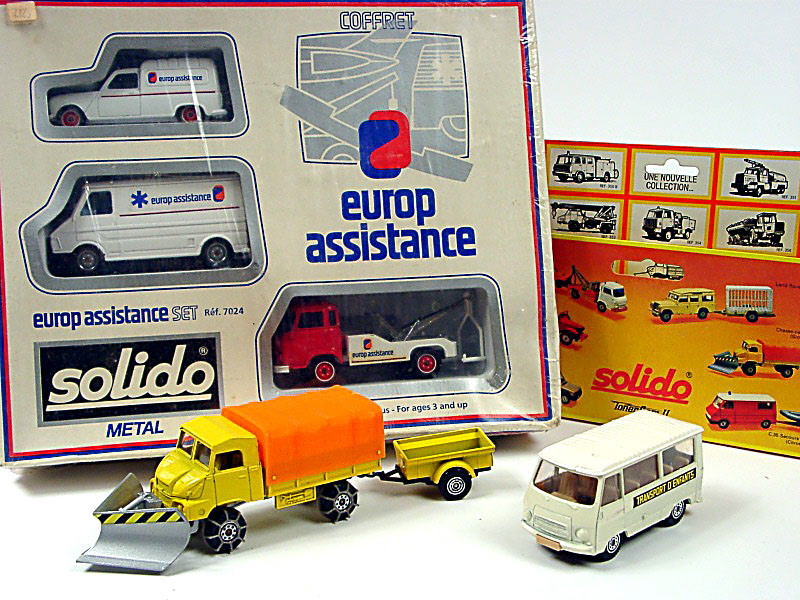 COFFRET
europ assistance
europ assistance
europ
assistance
europ assistance SET Réf. 7024
solido®
METAL
europ assistance
us - For ages 3 and up
UNE NOUVELLE
COLLECTION...
solido®
TRANSPORT D'ENFANTS